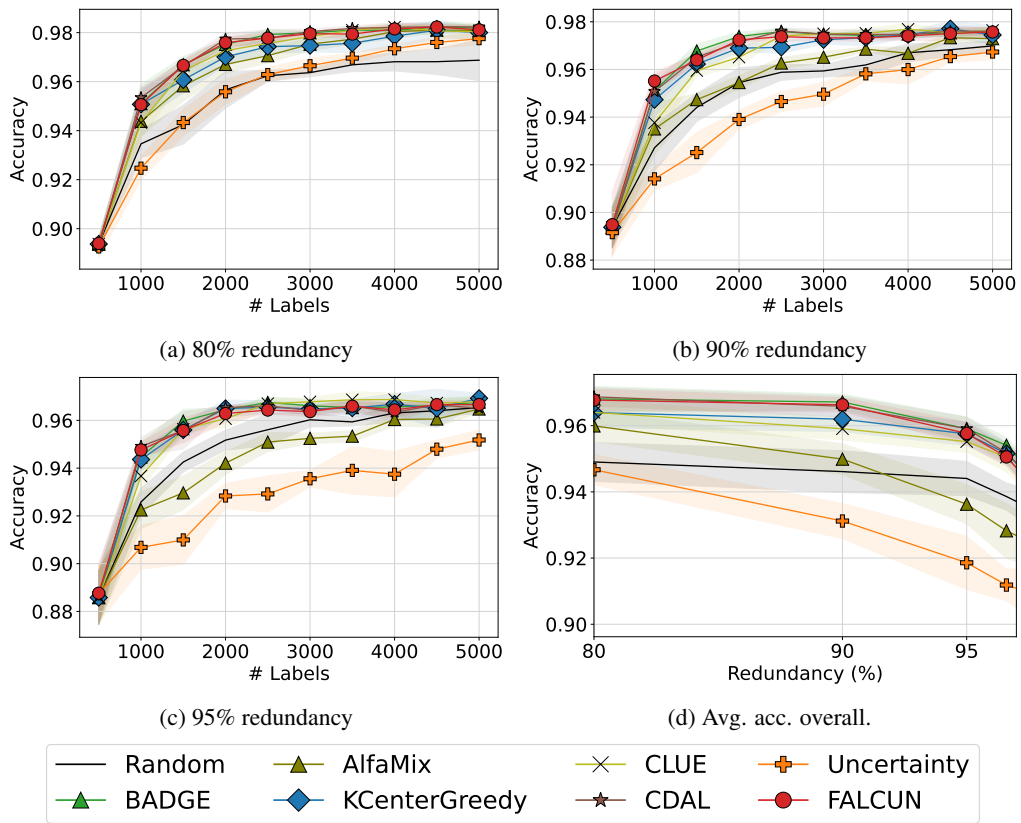 0.98
0.96
0.94
0.92
0.90
Accuracy
1000 2000 3000 4000 5000
# Labels
(a) 80% redundancy
0.98
0.96
0.94
0.92
0.90
0.88
Accuracy
1000 2000 3000 4000 5000
# Labels
(b) 90% redundancy
0.96
0.94
0.92
0.90
0.88
Accuracy
1000 2000 3000 4000 5000
# Labels
(c) 95% redundancy
0.96
0.94
0.92
0.90
Accuracy
80 90 95
Redundancy (%)
(d) Avg. acc. overall.
Random AlfaMix CLUE Uncertainty
BADGE KCenterGreedy CDAL FALCUN